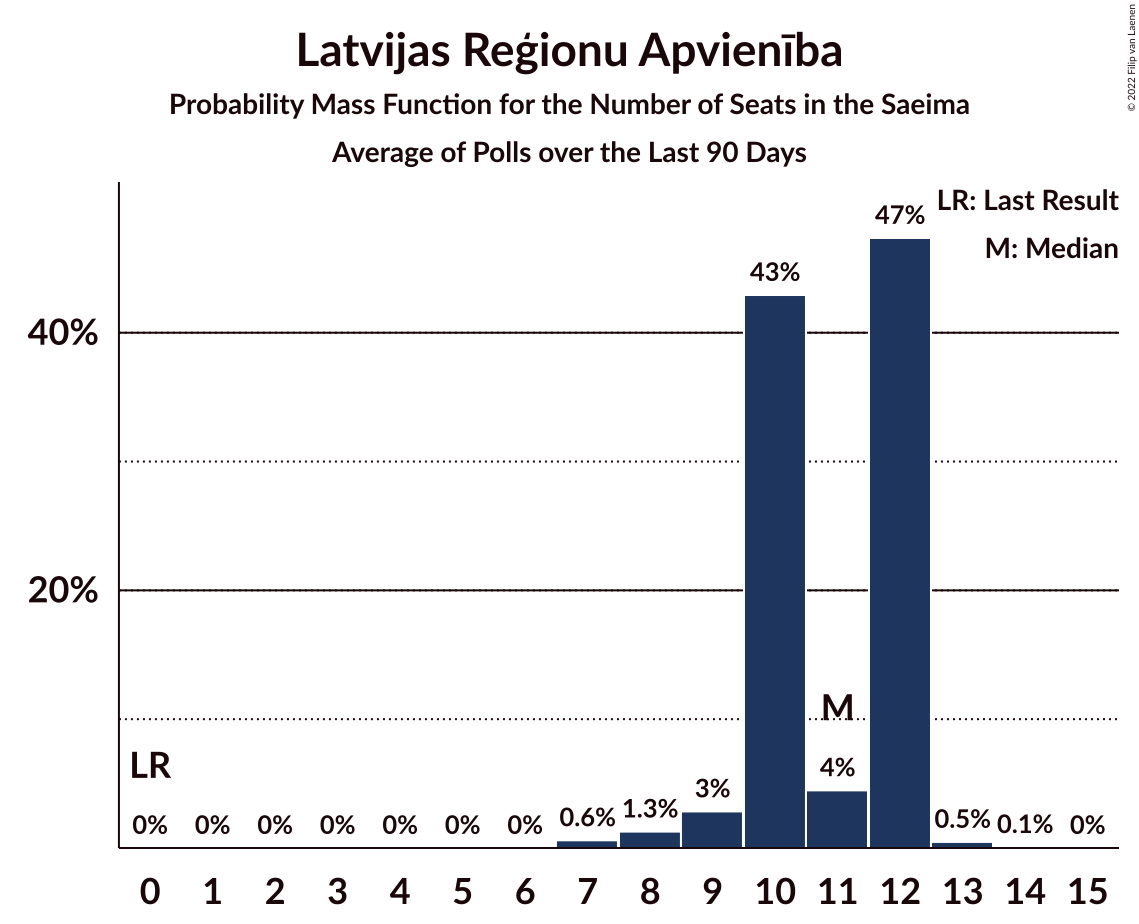 Latvijas Reģionu Apvienība
Probability Mass Function for the Number of Seats in the Saeima
Average of Polls over the Last 90 Days
© 2022 Filip van Laenen
LR: Last Result
M: Median
47%
43%
40%
20%
M
LR
0% 0% 0% 0% 0% 0% 0% 0.6% 1.3% 3% 4% 0.5% 0.1% 0%
0 1 2 3 4 5 6 7 8 9 10 11 12 13 14 15